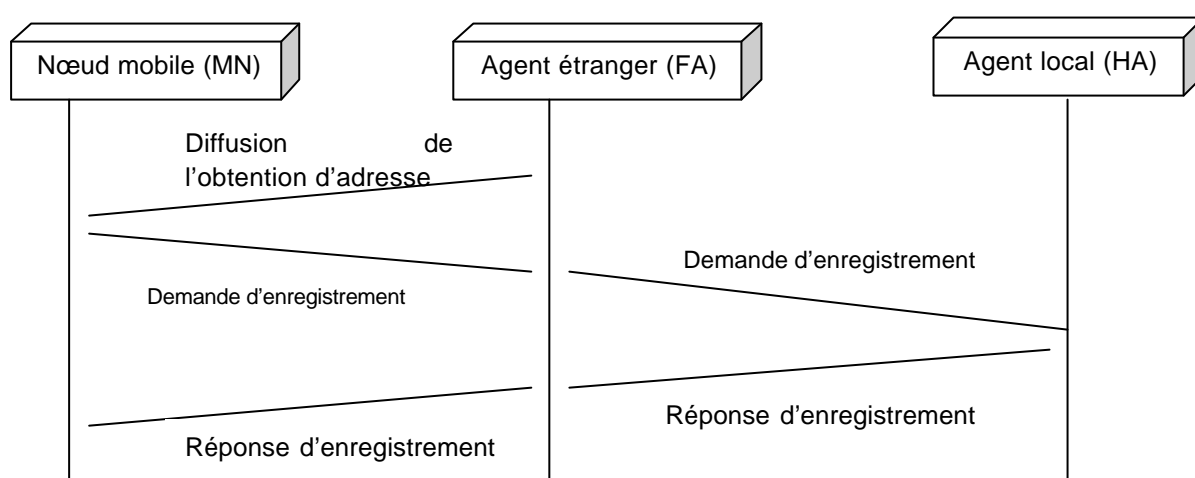 Nœud mobile (MN)
Agent étranger (FA)
Agent local (HA)
Diffusion de
l'obtention d'adresse
Demande d'enregistrement
Demande d'enregistrement
Réponse d'enregistrement
Réponse d'enregistrement